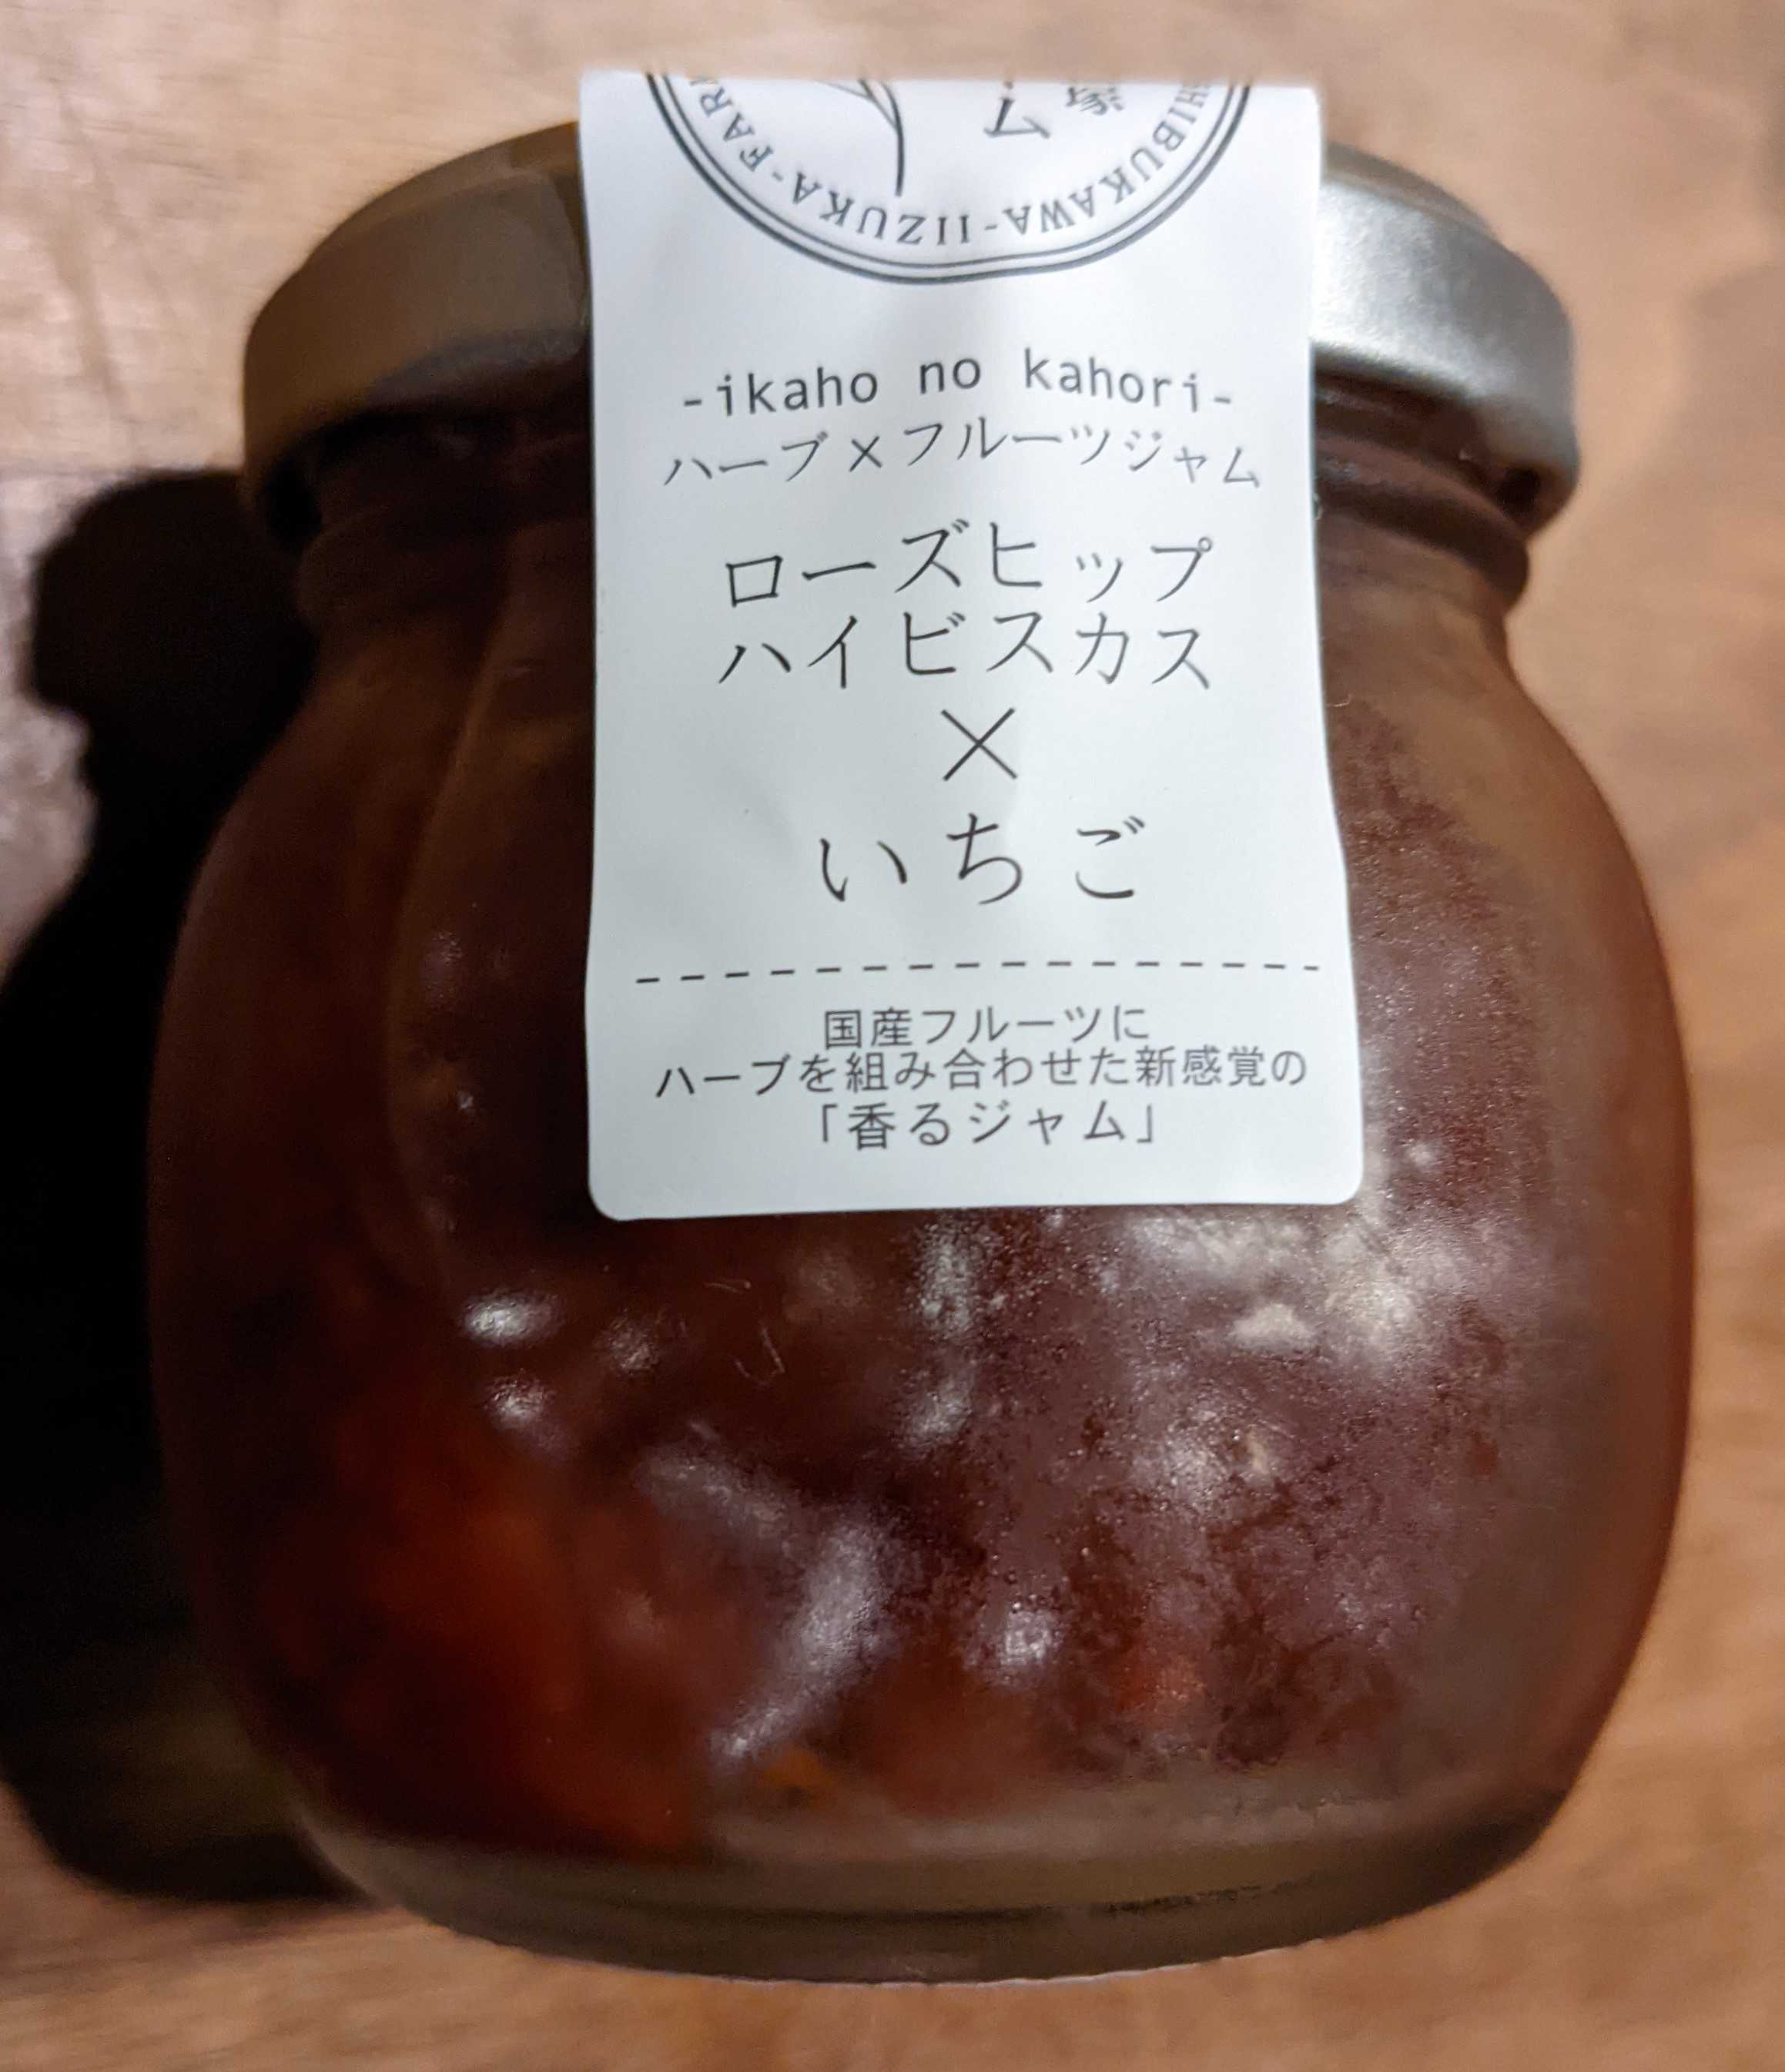 SHIBUKAWA-IIZUKA-FARM
-ikaho no kahori-
ハーブ×フルーツジャム
ローズヒップ
ハイビスカス
×
いちご
国産フルーツに
ハーブを組み合わせた新感覚の
「香るジャム」